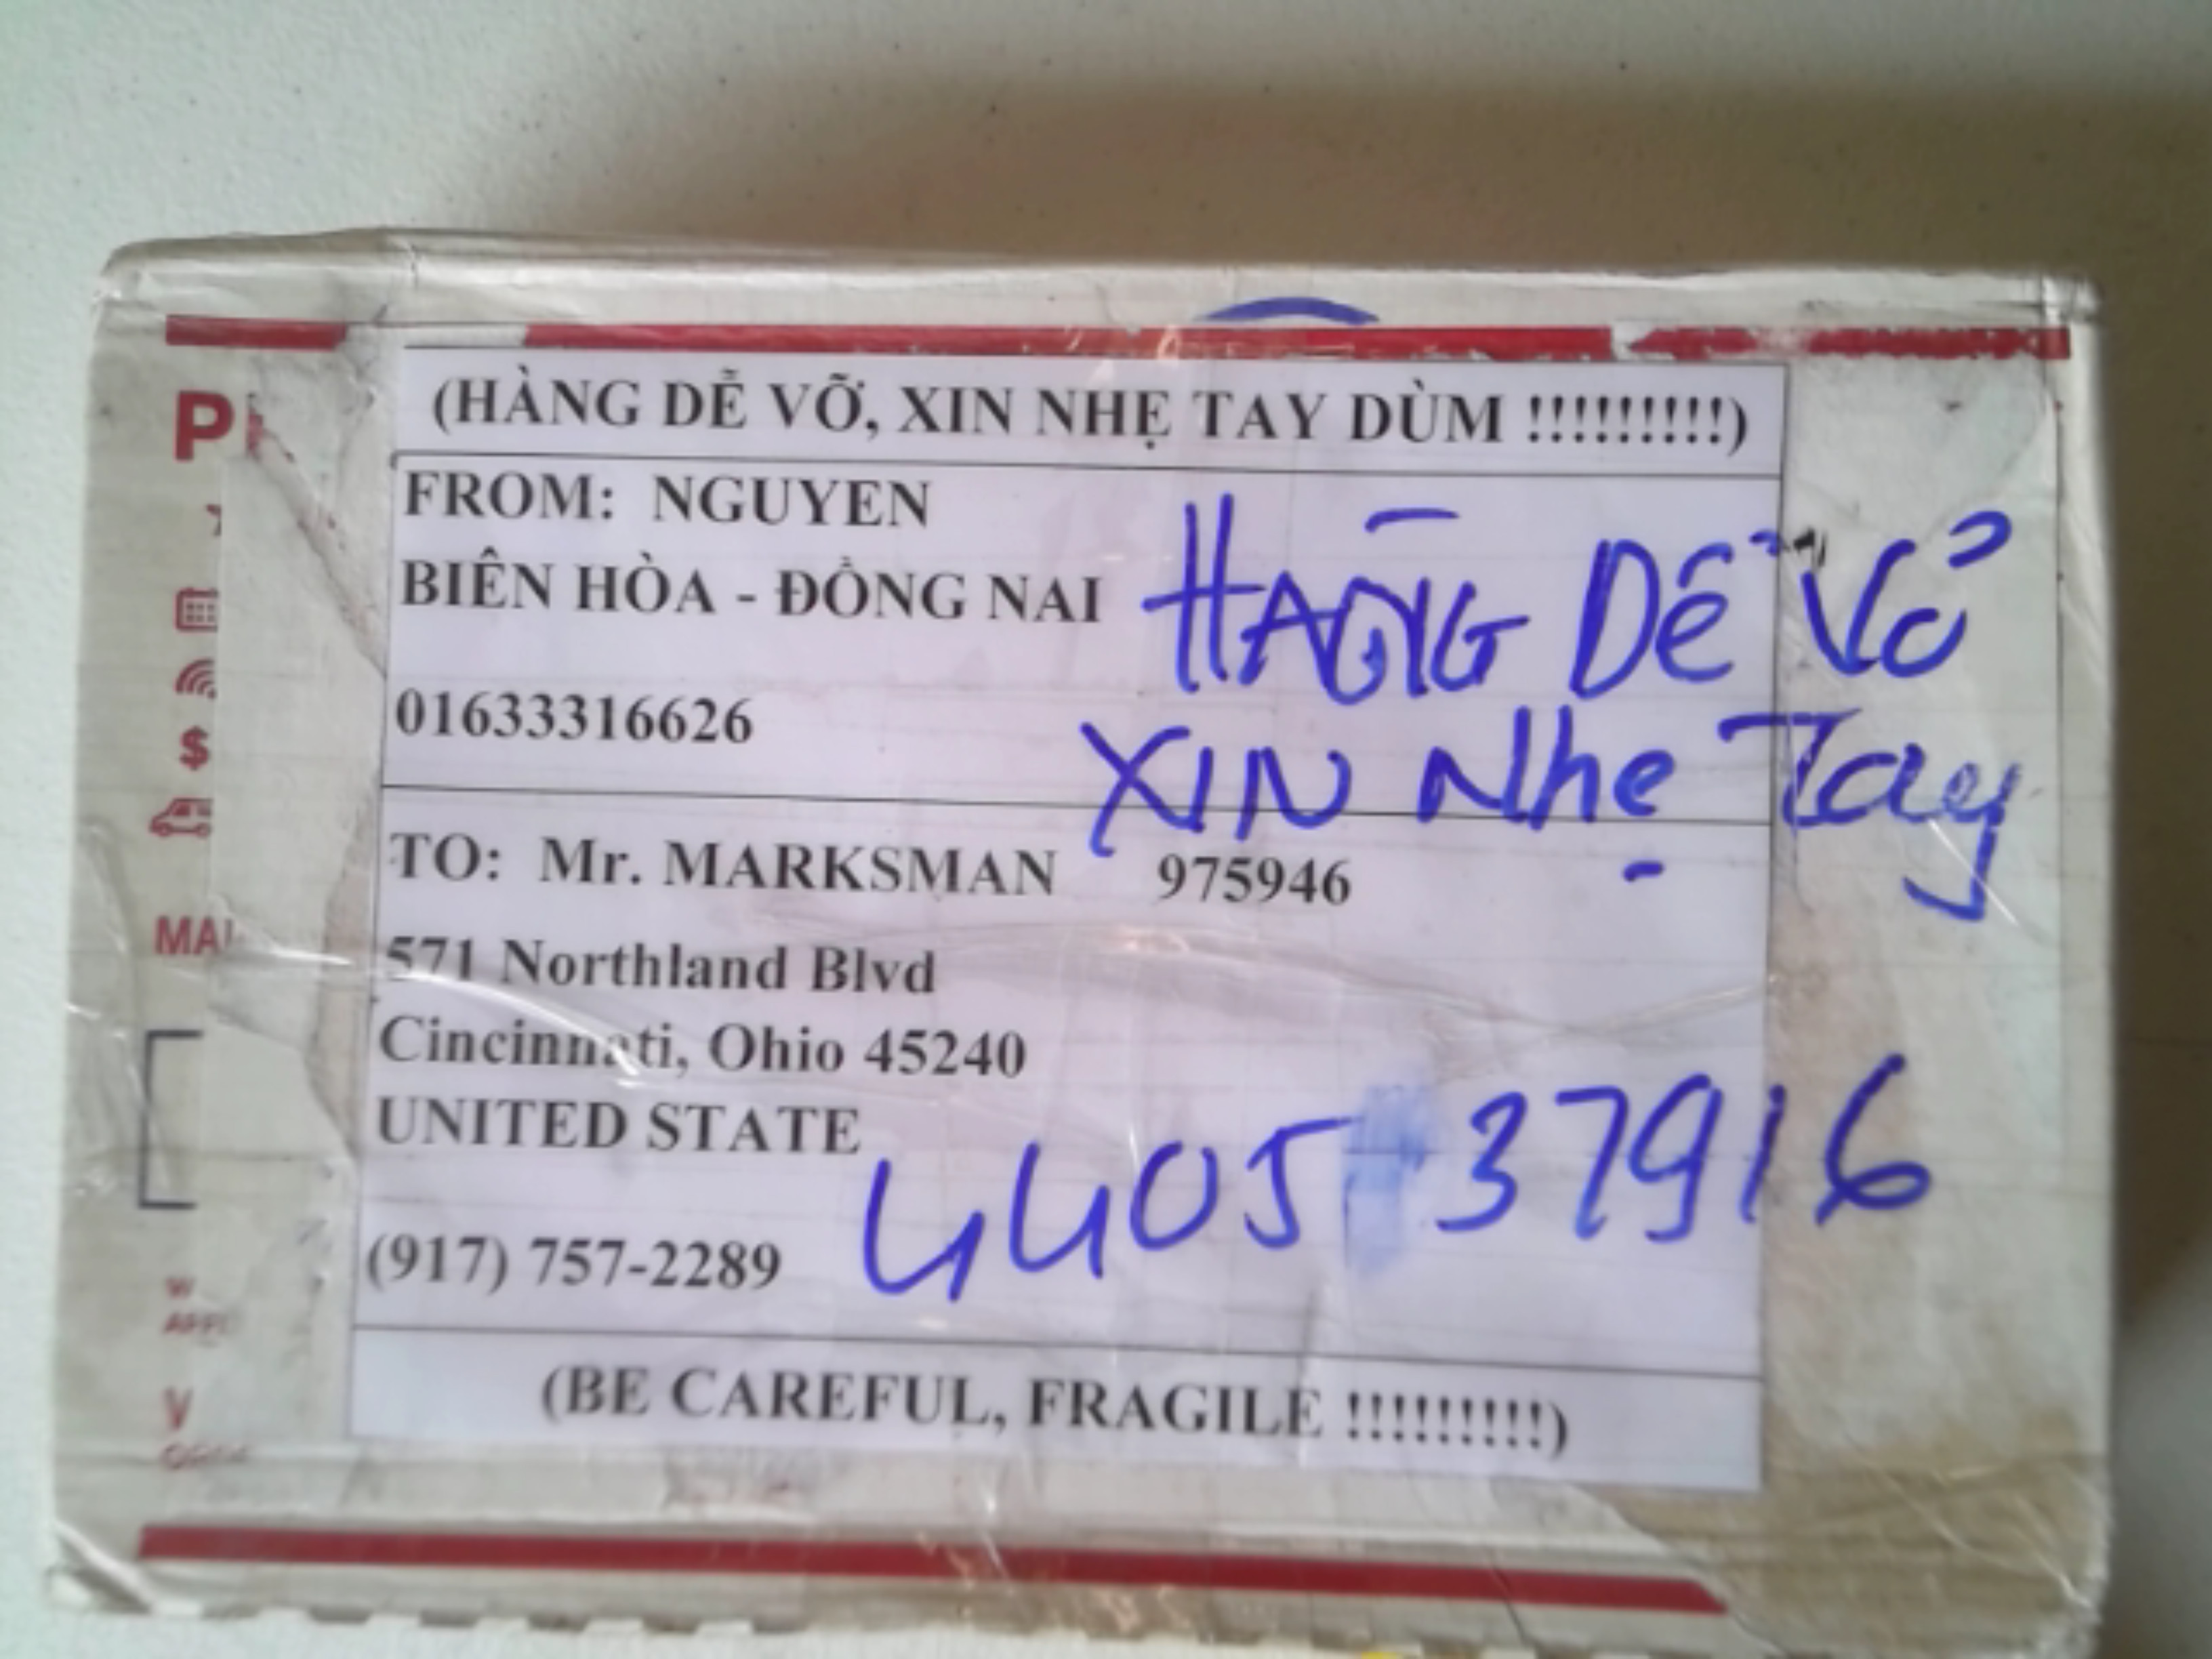 (HÀNG DỄ VỠ, XIN NHẸ TAY DÙM !!!!!!!!!)
FROM: NGUYEN
BIÊN HÒA - ĐỒNG NAI
HÀNG Dễ Vỡ
01633316626
XIN Nhẹ Tay
TO: Mr. MARKSMAN 975946
571 Northland Blvd
Cincinnati, Ohio 45240
UNITED STATE
440537916
(917) 757-2289
(BE CAREFUL, FRAGILE !!!!!!!!!)
$